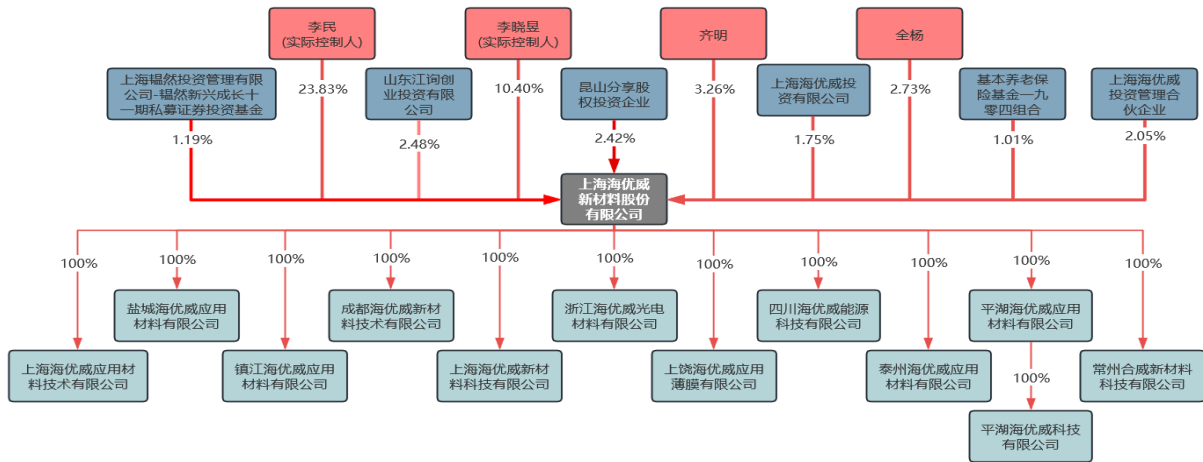 李民
(实际控制人)
李晓昱
(实际控制人)
齐明
全杨
上海辊然投资管理有限
公司-辊然新兴成长十
一期私募证券投资基金
23.83%
山东江诣创
业投资有限
公司
10.40%
昆山分享股
权投资企业
3.26%
上海海优威投
资有限公司
2.73%
基本养老保
险基金一九
零四组合
上海海优威
投资管理合
伙企业
1.19%
2.48%
2.42%
1.75%
1.01%
2.05%
上海海优威
新材料股份
有限公司
100%
100%
100%
100%
100%
100%
100%
100%
100%
100%
100%
盐城海优威应用
材料有限公司
成都海优威新材
料技术有限公司
浙江海优威光电
材料有限公司
四川海优威能源
科技有限公司
平湖海优威应用
材料有限公司
上海海优威应用材
料技术有限公司
镇江海优威应用
材料有限公司
上海海优威新材
料科技有限公司
上饶海优威应用
薄膜有限公司
泰州海优威应用
材料有限公司
100%
常州合威新材料
科技有限公司
平湖海优威科技
有限公司